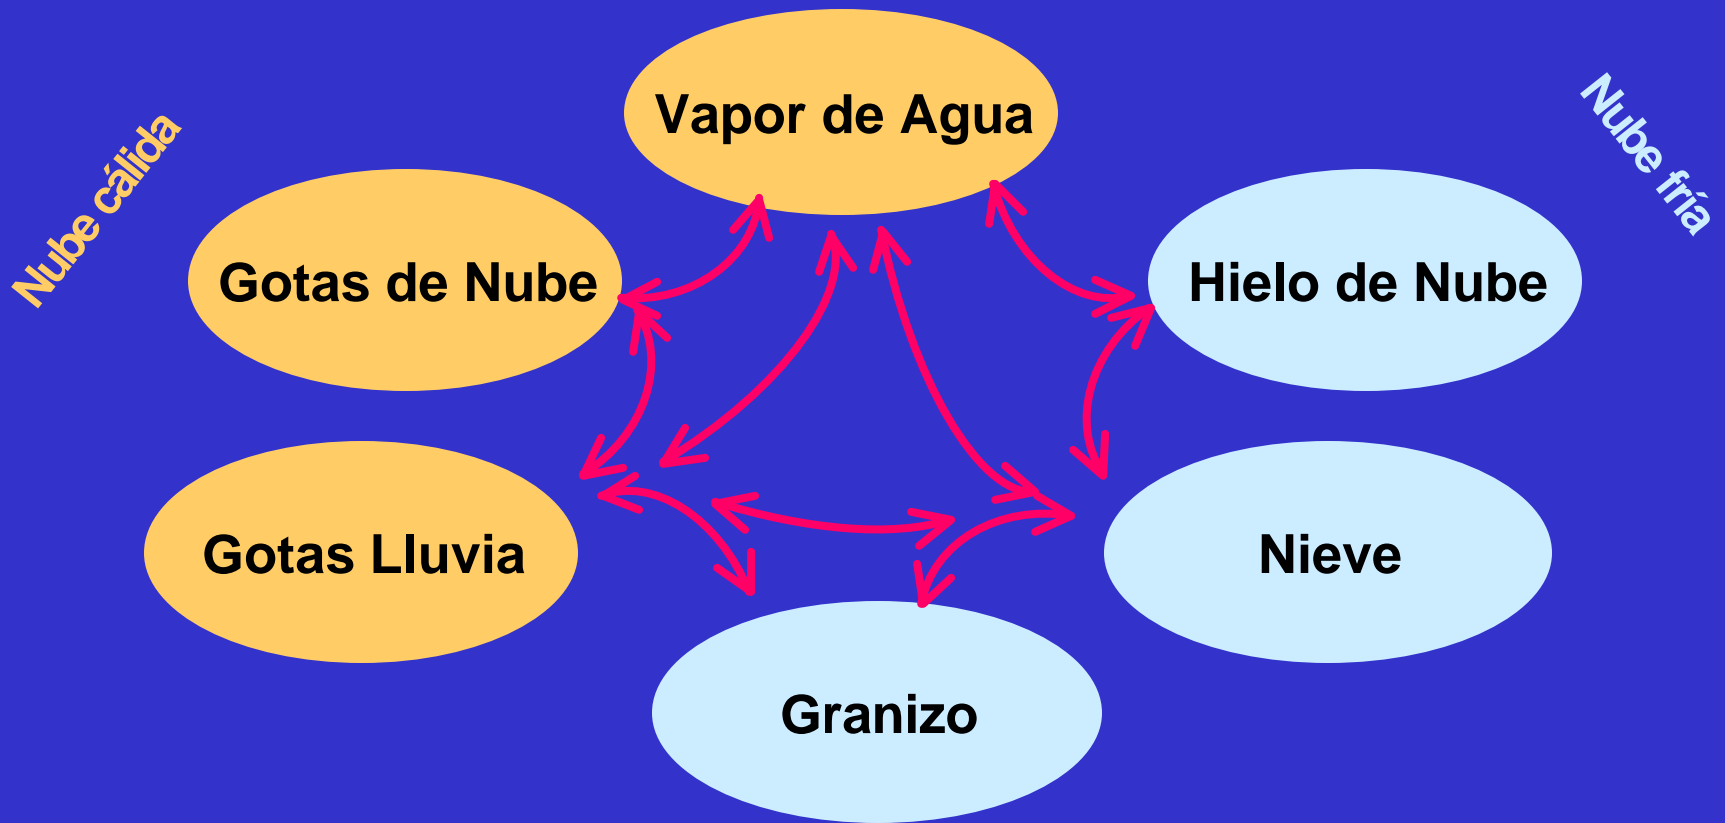 Vapor de Agua
Nube cálida
Nube fría
Gotas de Nube
Hielo de Nube
Gotas Lluvia
Nieve
Granizo